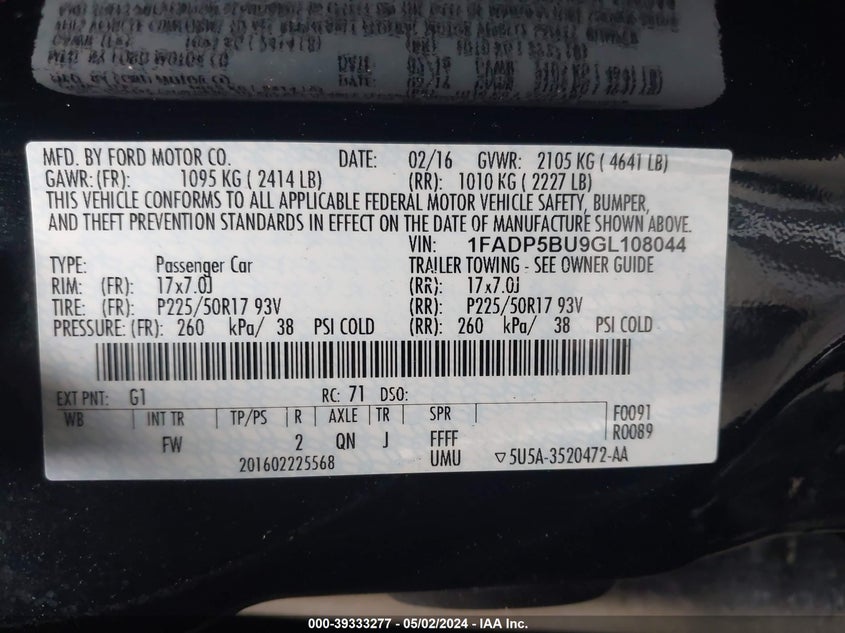 MFD. BY FORD MOTOR CO. DATE: 02/16 GVWR: 2105 KG ( 4641 LB)
GAWR: (FR): 1095 KG ( 2414 LB) (RR): 1010 KG ( 2227 LB)
THIS VEHICLE CONFORMS TO ALL APPLICABLE FEDERAL MOTOR VEHICLE SAFETY, BUMPER,
AND THEFT PREVENTION STANDARDS IN EFFECT ON THE DATE OF MANUFACTURE SHOWN ABOVE.
VIN: 1FADP5BU9GL108044
TYPE: Passenger Car TRAILER TOWING - SEE OWNER GUIDE
RIM: (FR): 17x7.0J (RR): 17x7.0J
TIRE: (FR): P225/50R17 93V (RR): P225/50R17 93V
PRESSURE: (FR): 260 kPa/ 38 PSI COLD (RR): 260 kPa/ 38 PSI COLD
EXT PNT: G1 RC: 71 DSO:
WB INT TR TP/PS R AXLE TR SPR F0091
FW 2 QN J FFFF R0089
201602225568 UMU ▽5U5A-3520472-AA
000-39333277 - 05/02/2024 - IAA Inc.